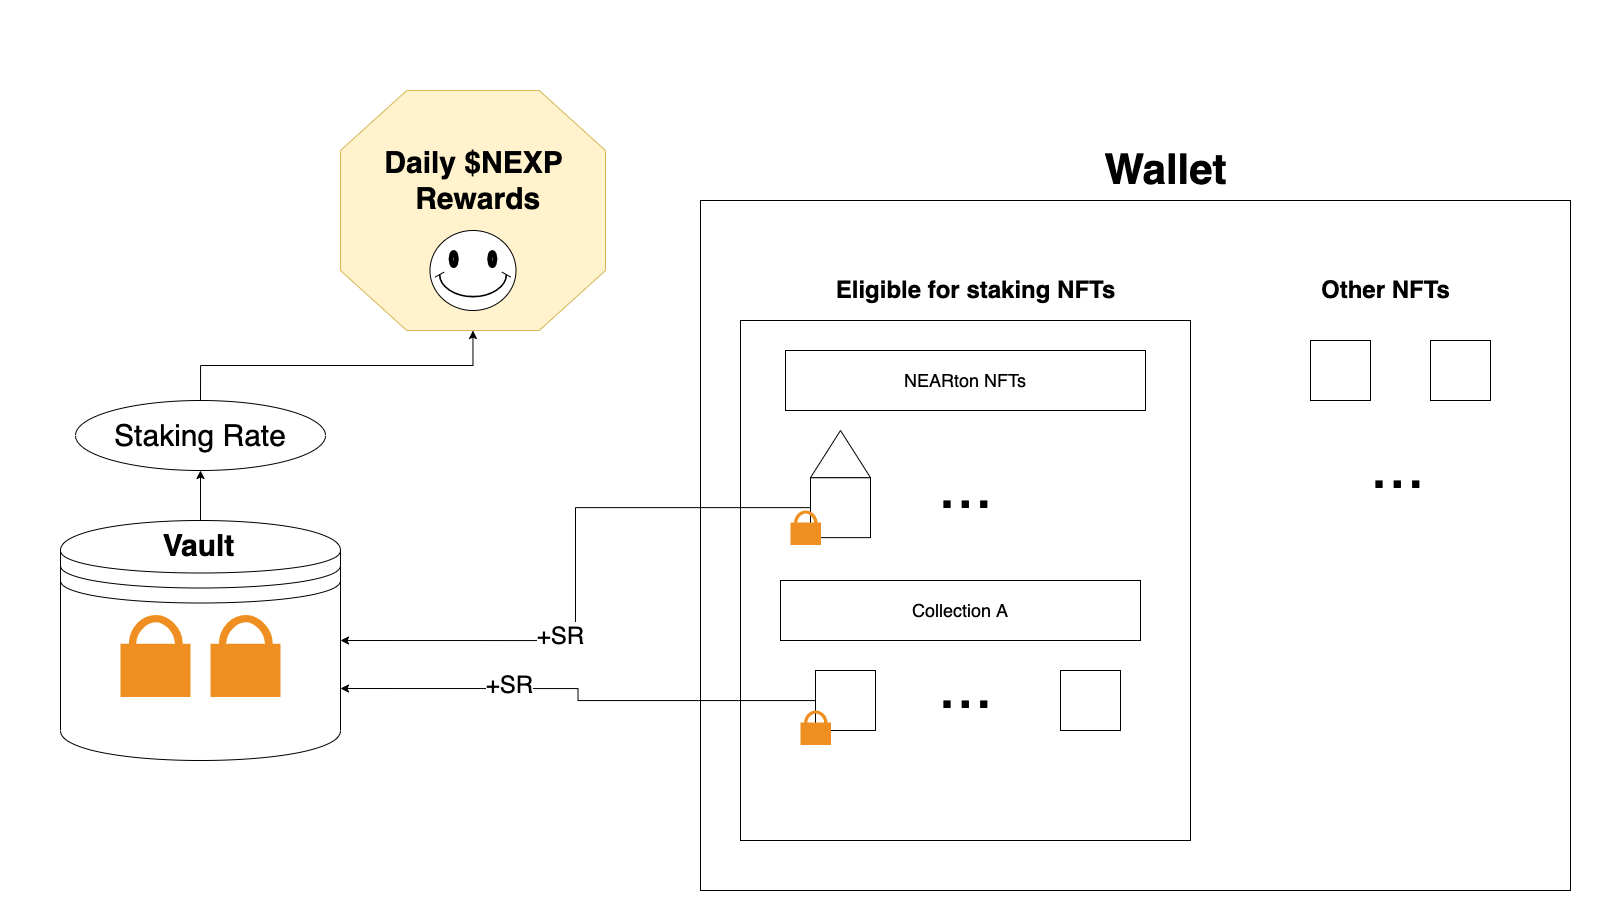 Daily $NEXP
Rewards
Wallet
Eligible for staking NFTs
Other NFTs
NEARton NFTs
...
...
Staking Rate
Vault
Collection A
+SR
+SR
...